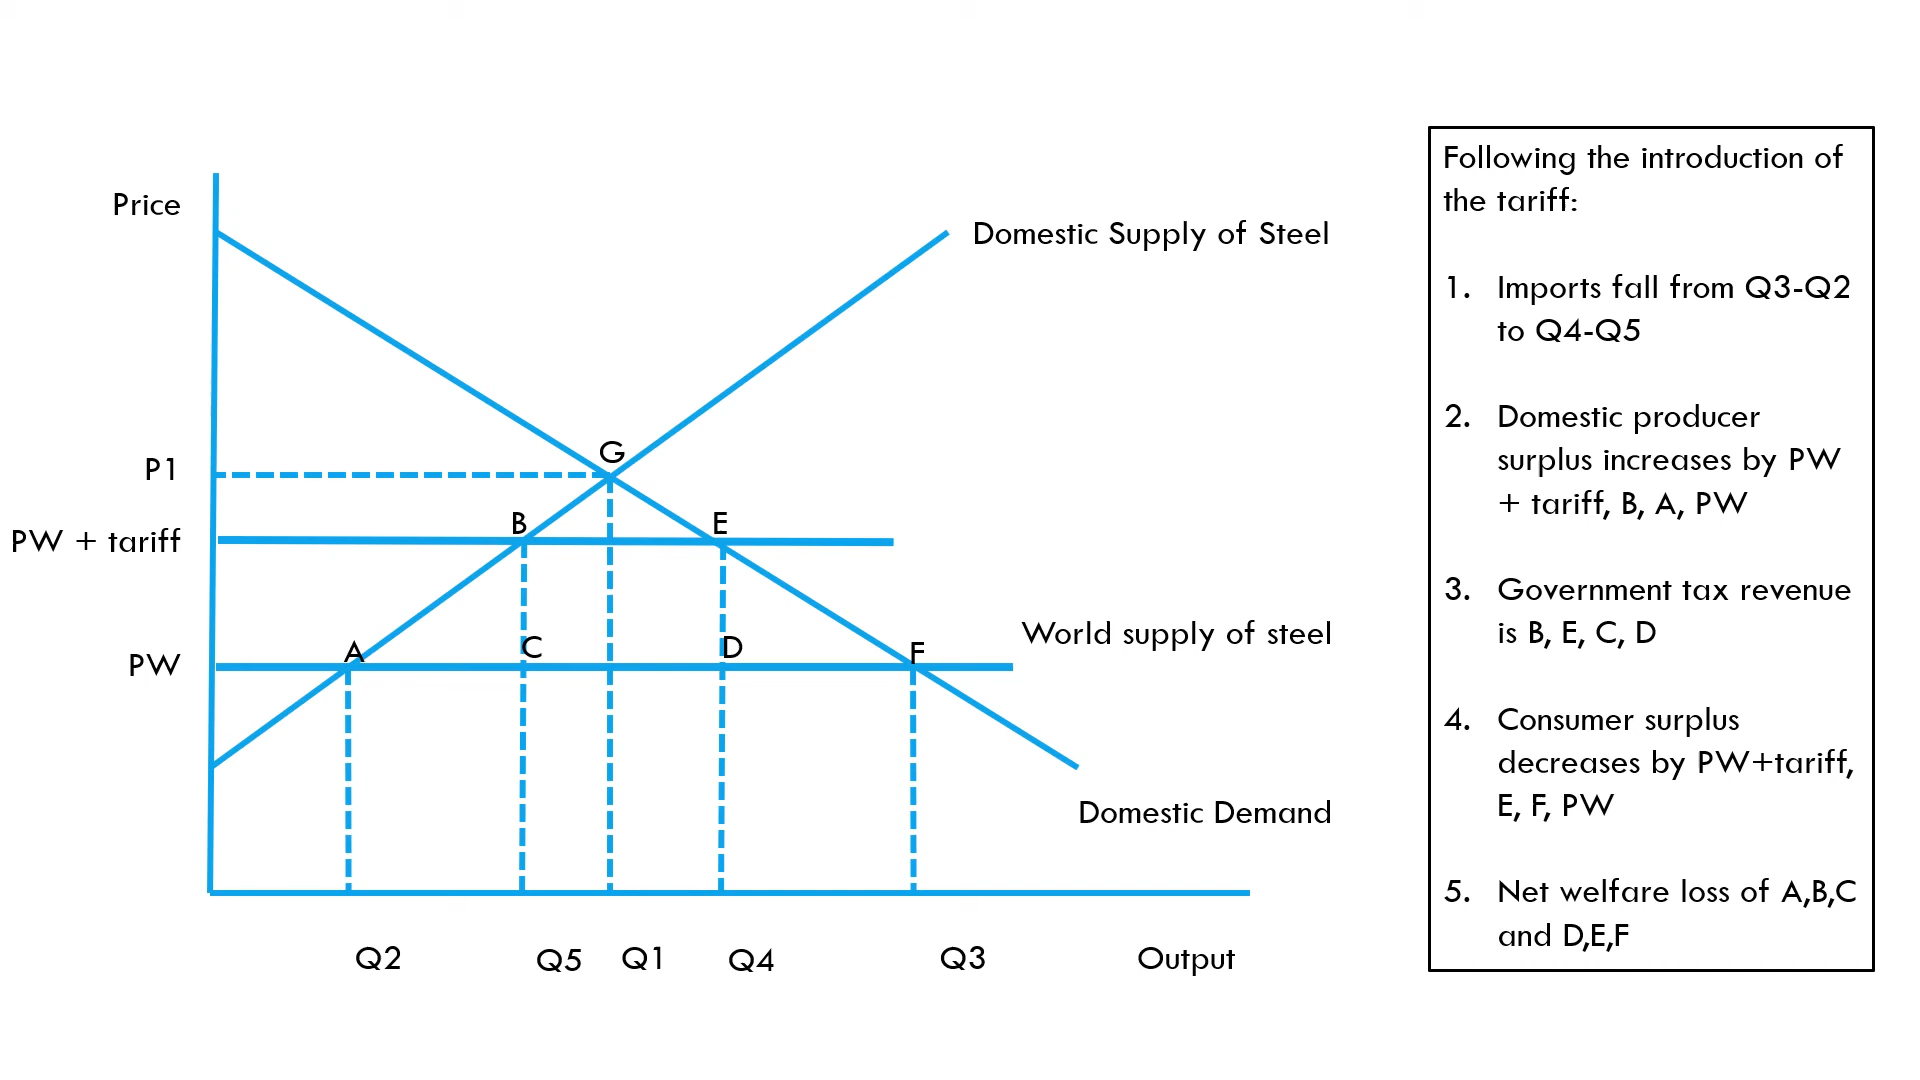 Price
Domestic Supply of Steel
P1
G
PW + tariff
B
E
World supply of steel
PW
A
C
D
F
Domestic Demand
Q2
Q5
Q1
Q4
Q3
Output
Following the introduction of
the tariff:
1. Imports fall from Q3-Q2
to Q4-Q5
2. Domestic producer
surplus increases by PW
+ tariff, B, A, PW
3. Government tax revenue
is B, E, C, D
4. Consumer surplus
decreases by PW+tariff,
E, F, PW
5. Net welfare loss of A,B,C
and D,E,F